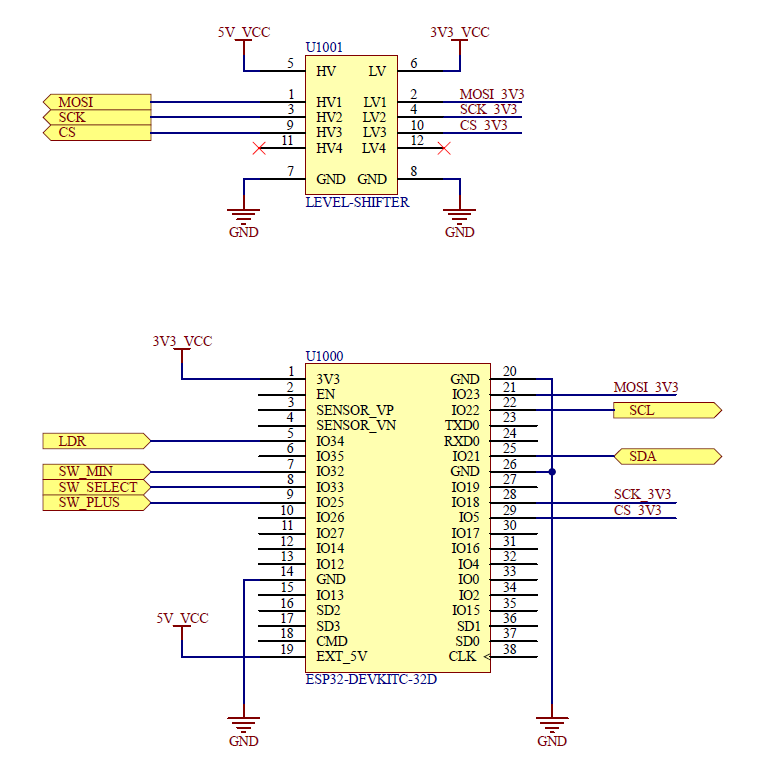 5V_VCC 3V3_VCC
U1001
5 HV LV 6
MOSI 1 HV1 LV1 2 MOSI_3V3
SCK 3 HV2 LV2 4 SCK_3V3
CS 9 HV3 LV3 10 CS_3V3
11 HV4 LV4 12
7 GND GND 8
LEVEL-SHIFTER
GND GND
3V3_VCC
U1000
1 3V3 GND 20
2 EN IO23 21 MOSI_3V3
3 SENSOR_VP IO22 22 SCL
4 SENSOR_VN TXD0 23
LDR 5 IO34 RXD0 24
6 IO35 IO21 25 SDA
SW_MIN 7 IO32 GND 26
SW_SELECT 8 IO33 IO19 27
SW_PLUS 9 IO25 IO18 28 SCK_3V3
10 IO26 IO5 29 CS_3V3
11 IO27 IO17 30
12 IO14 IO16 31
13 IO12 IO4 32
14 GND IO0 33
15 IO13 IO2 34
16 SD2 IO15 35
5V_VCC 17 SD3 SD1 36
18 CMD SD0 37
19 EXT_5V CLK 38
ESP32-DEVKITC-32D
GND GND